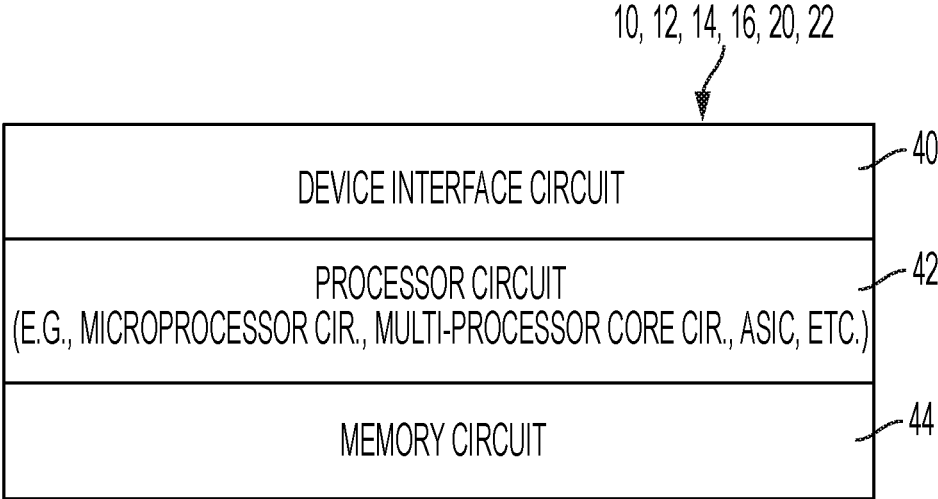 10, 12, 14, 16, 20, 22
40
DEVICE INTERFACE CIRCUIT
42
PROCESSOR CIRCUIT
(E.G., MICROPROCESSOR CIR., MULTI-PROCESSOR CORE CIR., ASIC, ETC.)
44
MEMORY CIRCUIT